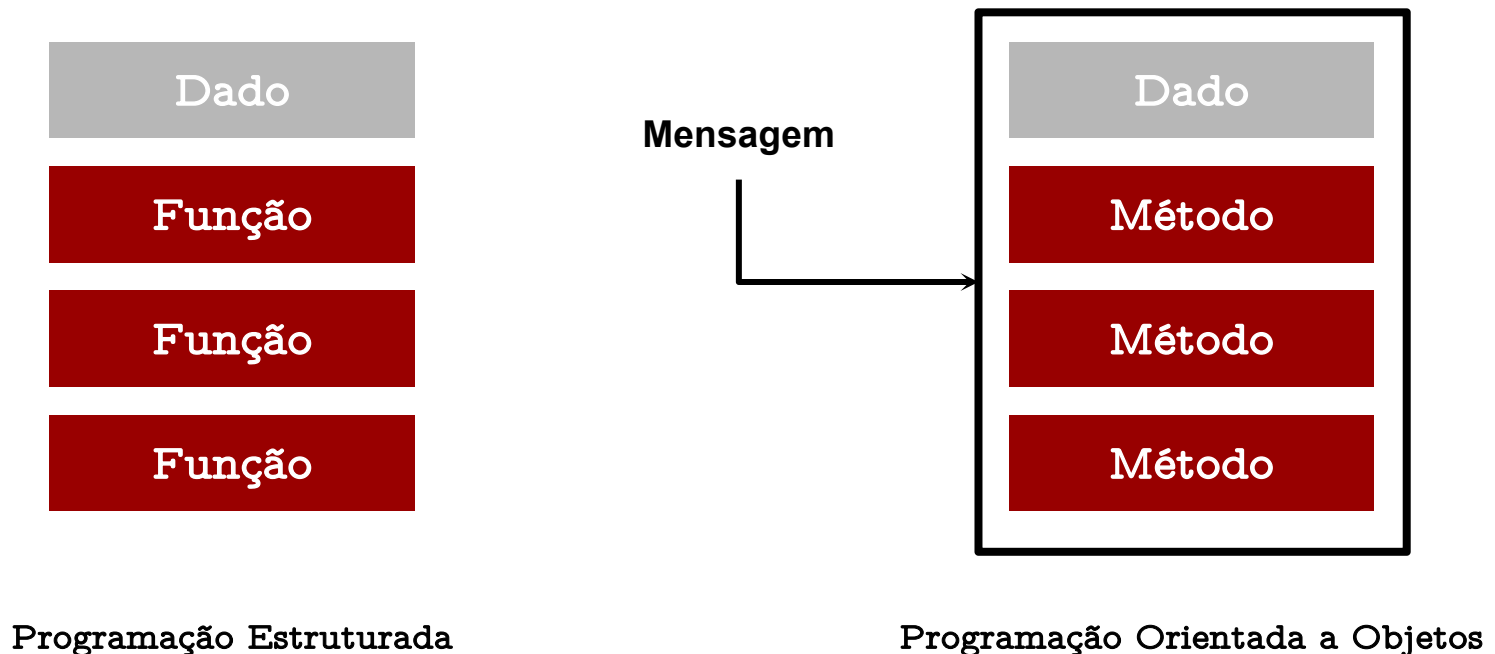 Dado
Função
Função
Função
Programação Estruturada
Mensagem
Dado
Método
Método
Método
Programação Orientada a Objetos